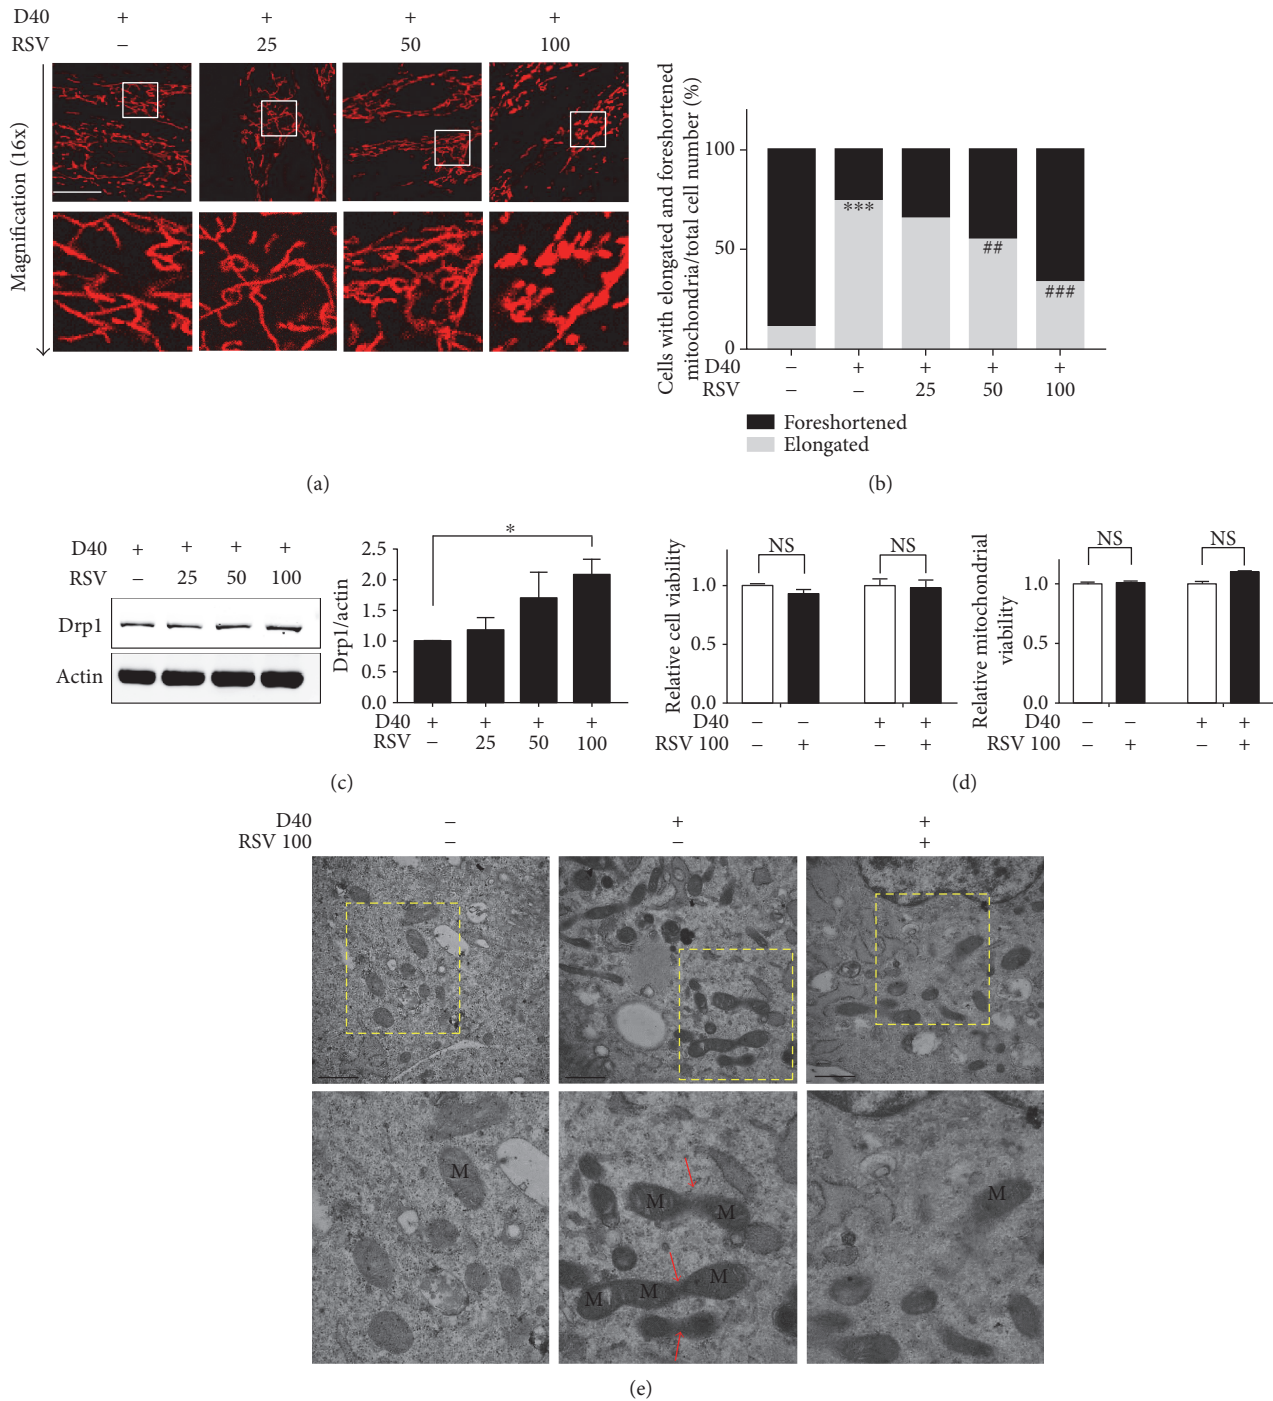 D40 + + + +
RSV – 25 50 100
Magnification (16x)
(a)
Cells with elongated and foreshortened
mitochondria/total cell number (%)
100
50
0
***
##
###
D40 – + + + +
RSV – – 25 50 100
Foreshortened
Elongated
(b)
D40 + + + +
RSV – 25 50 100
Drp1
Actin
Drp1/actin
2.5
2.0
1.5
1.0
0.5
0.0
*
D40 + + + +
RSV – 25 50 100
(c)
Relative cell viability
1.0
0.5
0.0
NS NS
D40 – – + +
RSV 100 – + – +
Relative mitochondrial
viability
1.0
0.5
0.0
NS NS
D40 – – + +
RSV 100 – + – +
(d)
D40 – + +
RSV 100 – – +
M
M M
M M M
M
(e)